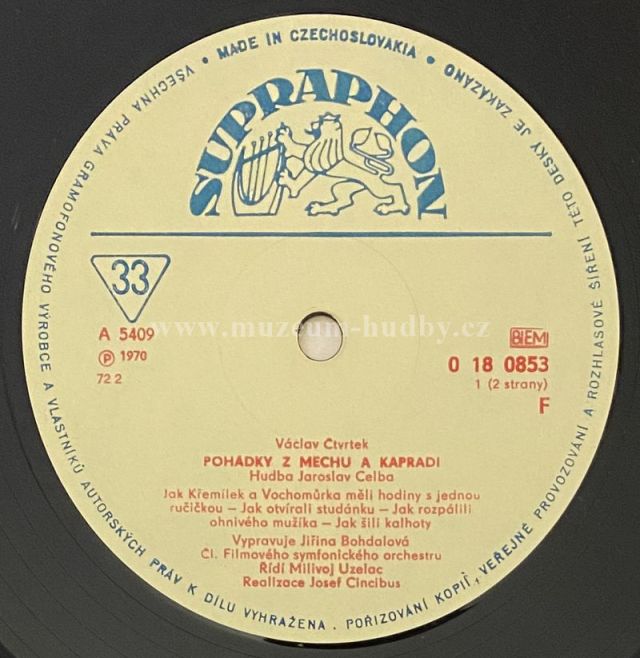 VŠECHNA PRÁVA GRAMOFONOVÉHO VÝROBCE A VLASTNÍKŮ AUTORSKÝCH PRÁV K DÍLU VYHRAŽENA . POŘIZOVÁNÍ KOPIÍ, VEŘEJNÉ PROVOZOVÁNÍ A ROZHLASOVÉ ŠÍŘENÍ TÉTO DESKY JE ZAKÁZÁNO • MADE IN CZECHOSLOVAKIA •
SUPRAPHON
33
A 5409
Ⓟ 1970
72 2
www.muzeum-hudby.cz
BIEM
0 18 0853
1 (2 strany)
F
Václav Čtvrtek
POHÁDKY Z MECHU A KAPRADI
Hudba Jaroslav Celba
Jak Křemílek a Vochomůrka měli hodiny s jednou
ručičkou — Jak otvírali studánku — Jak rozpálili
ohnivého mužíka — Jak šili kalhoty
Vypravuje Jiřina Bohdalová
Čl. Filmového symfonického orchestru
Řídí Milivoj Uzelac
Realizace Josef Cincibus